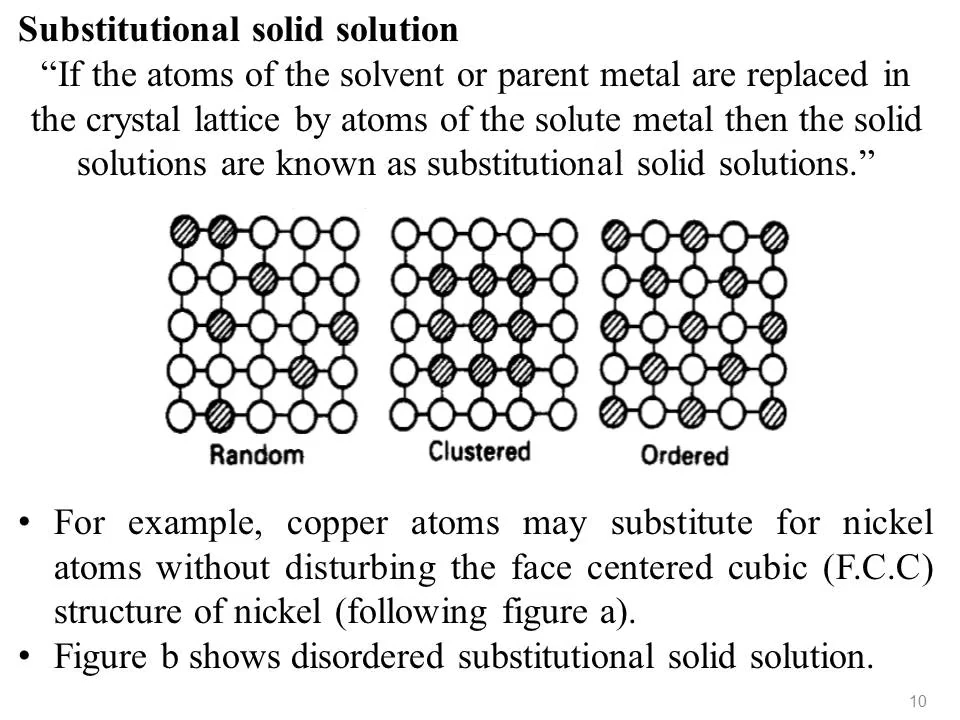 Substitutional solid solution
“If the atoms of the solvent or parent metal are replaced in
the crystal lattice by atoms of the solute metal then the solid
solutions are known as substitutional solid solutions.”
Random
Clustered
Ordered
• For example, copper atoms may substitute for nickel
atoms without disturbing the face centered cubic (F.C.C)
structure of nickel (following figure a).
• Figure b shows disordered substitutional solid solution.
10